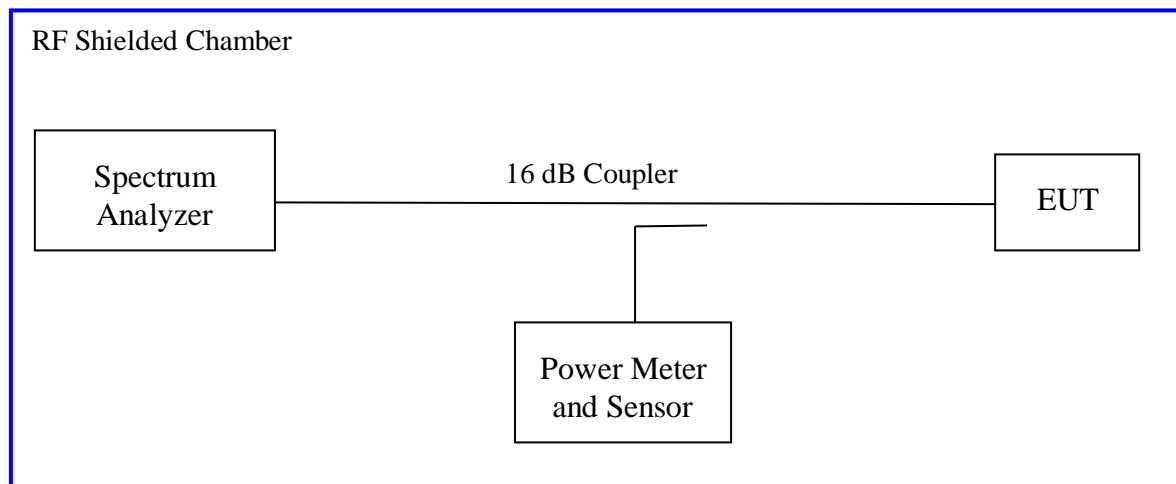 RF Shielded Chamber
Spectrum
Analyzer
16 dB Coupler
EUT
Power Meter
and Sensor